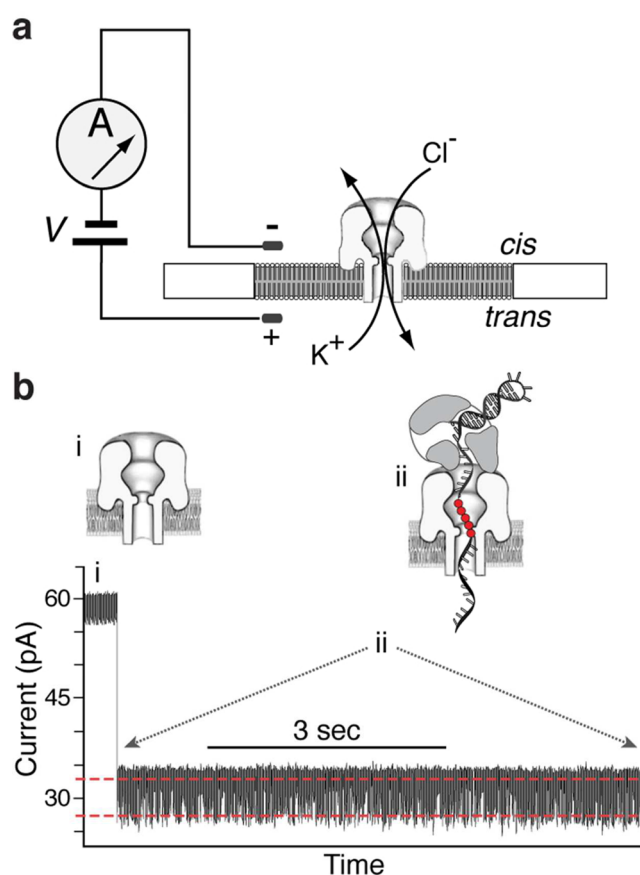 a
A
V
-
+
Cl⁻
K⁺
cis
trans
b
i
ii
i
ii
3 sec
60
45
30
Current (pA)
Time